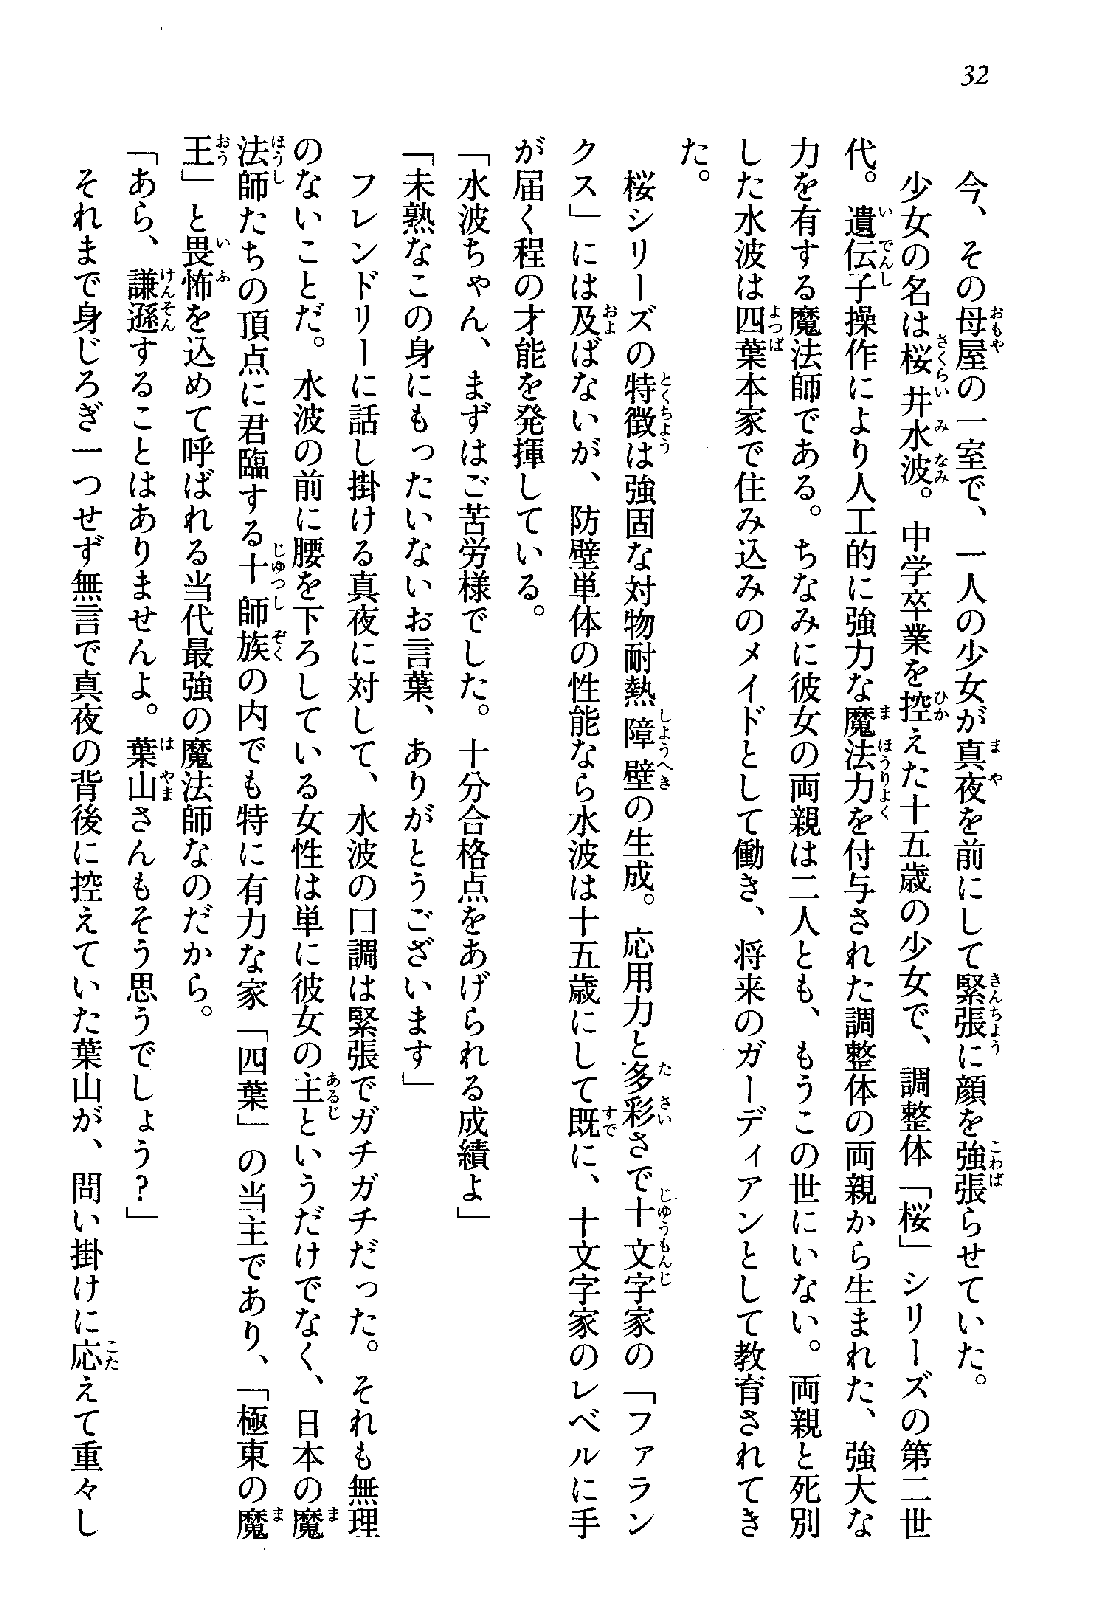 32
今、その母屋の一室で、一人の少女が真夜を前にして緊張に顔を強張らせていた。
少女の名は桜井水波。中学卒業を控えた十五歳の少女で、調整体「桜」シリーズの第二世
代。遺伝子操作により人工的に強力な魔法力を付与された調整体の両親から生まれた、強大な
力を有する魔法師である。ちなみに彼女の両親は二人とも、もうこの世にいない。両親と死別
した水波は四葉本家で住み込みのメイドとして働き、将来のガーディアンとして教育されてき
た。
桜シリーズの特徴は強固な対物耐熱障壁の生成。応用力と多彩さで十文字家の「ファラン
クス」には及ばないが、防壁単体の性能なら水波は十五歳にして既に、十文字家のレベルに手
が届く程の才能を発揮している。
「水波ちゃん、まずはご苦労様でした。十分合格点をあげられる成績よ」
「未熟なこの身にもったいないお言葉、ありがとうございます」
フレンドリーに話し掛ける真夜に対して、水波の口調は緊張でガチガチだった。それも無理
のないことだ。水波の前に腰を下ろしている女性は単に彼女の主というだけでなく、日本の魔
法師たちの頂点に君臨する十師族の内でも特に有力な家「四葉」の当主であり、「極東の魔
王」と畏怖を込めて呼ばれる当代最強の魔法師なのだから。
「あら、謙遜することはありませんよ。葉山さんもそう思うでしょう?」
それまで身じろぎ一つせず無言で真夜の背後に控えていた葉山が、問い掛けに応えて重々し